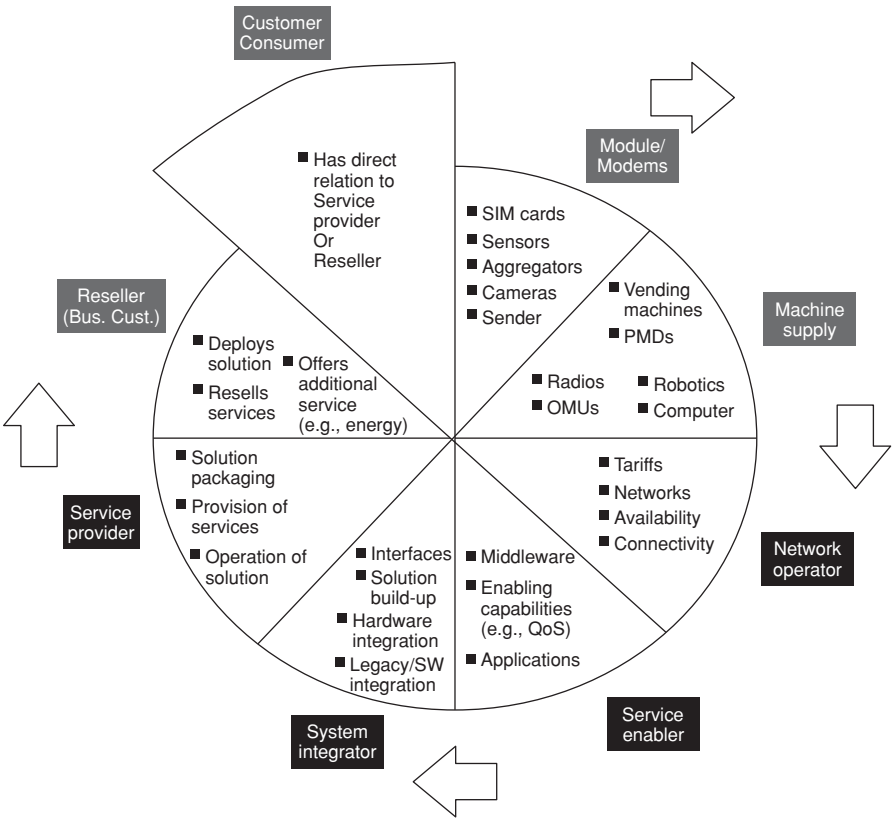 Customer
Consumer
Has direct
relation to
Service
provider
Or
Reseller
Module/
Modems
SIM cards
Sensors
Aggregators
Cameras
Sender
Machine
supply
Vending
machines
PMDs
Radios
OMUs
Robotics
Computer
Network
operator
Tariffs
Networks
Availability
Connectivity
Service
enabler
Middleware
Enabling
capabilities
(e.g., QoS)
Applications
System
integrator
Interfaces
Solution
build-up
Hardware
integration
Legacy/SW
integration
Service
provider
Solution
packaging
Provision of
services
Operation of
solution
Reseller
(Bus. Cust.)
Deploys
solution
Resells
services
Offers
additional
service
(e.g., energy)